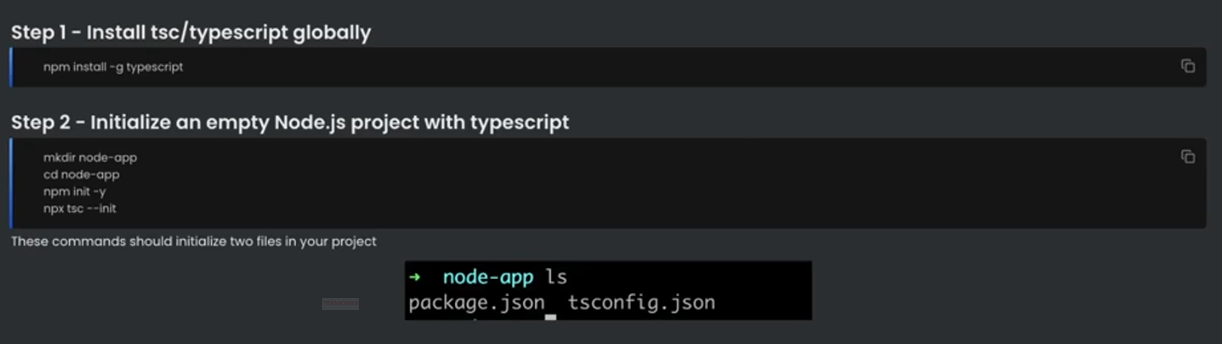 Step 1 - Install tsc/typescript globally
npm install -g typescript
Step 2 - Initialize an empty Node.js project with typescript
mkdir node-app
cd node-app
npm init -y
npx tsc --init
These commands should initialize two files in your project
➜ node-app ls
package.json tsconfig.json